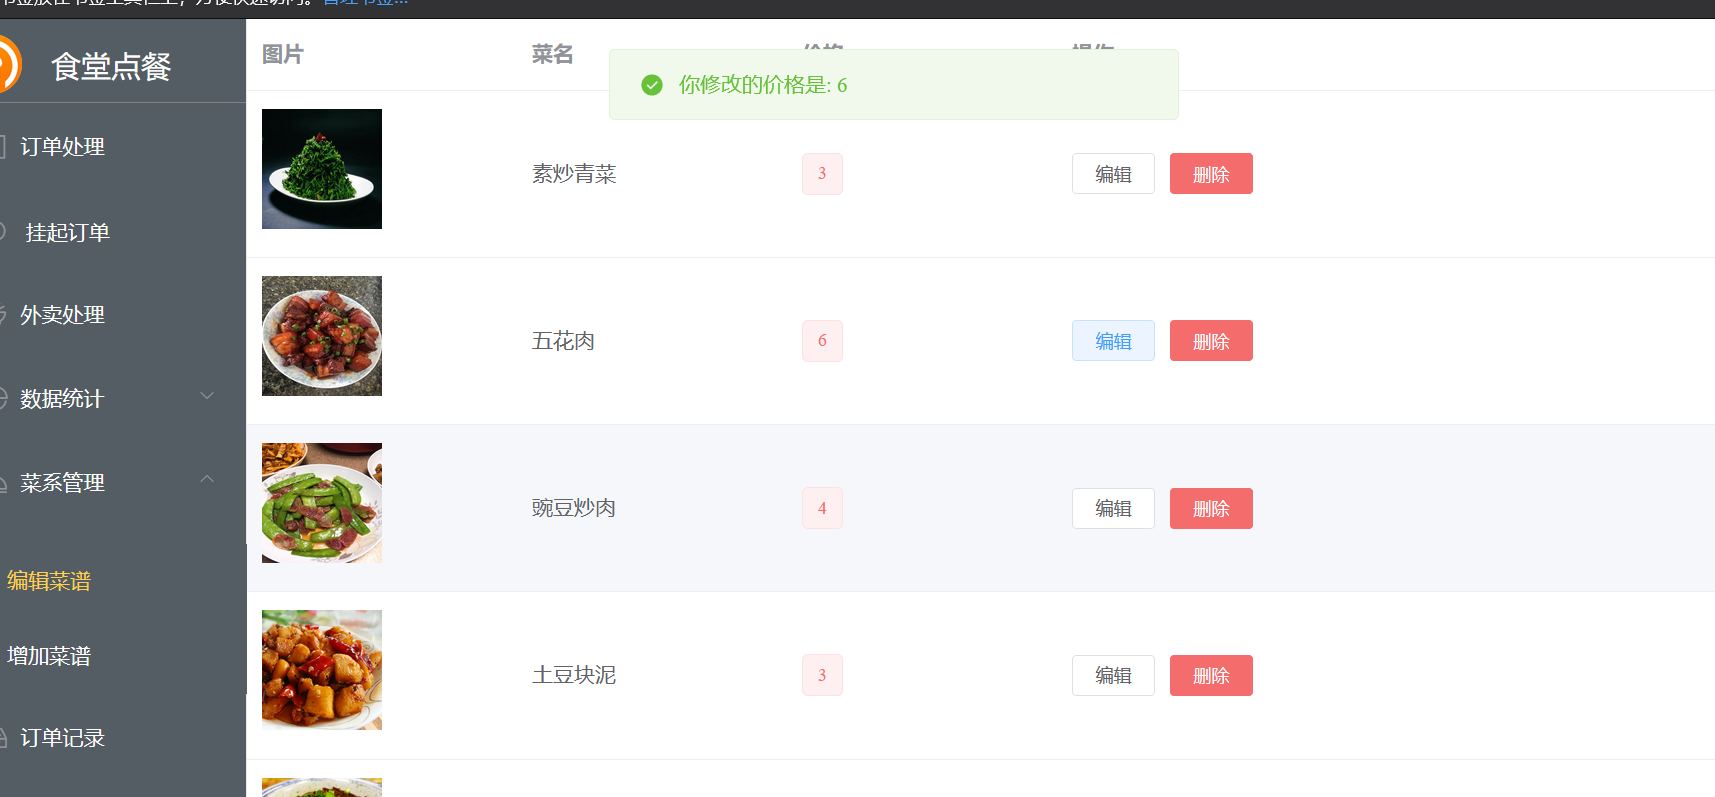 食堂点餐
订单处理
挂起订单
外卖处理
数据统计
菜系管理
编辑菜谱
增加菜谱
订单记录
图片 菜名
你修改的价格是: 6
素炒青菜 3 编辑 删除
五花肉 6 编辑 删除
豌豆炒肉 4 编辑 删除
土豆块泥 3 编辑 删除